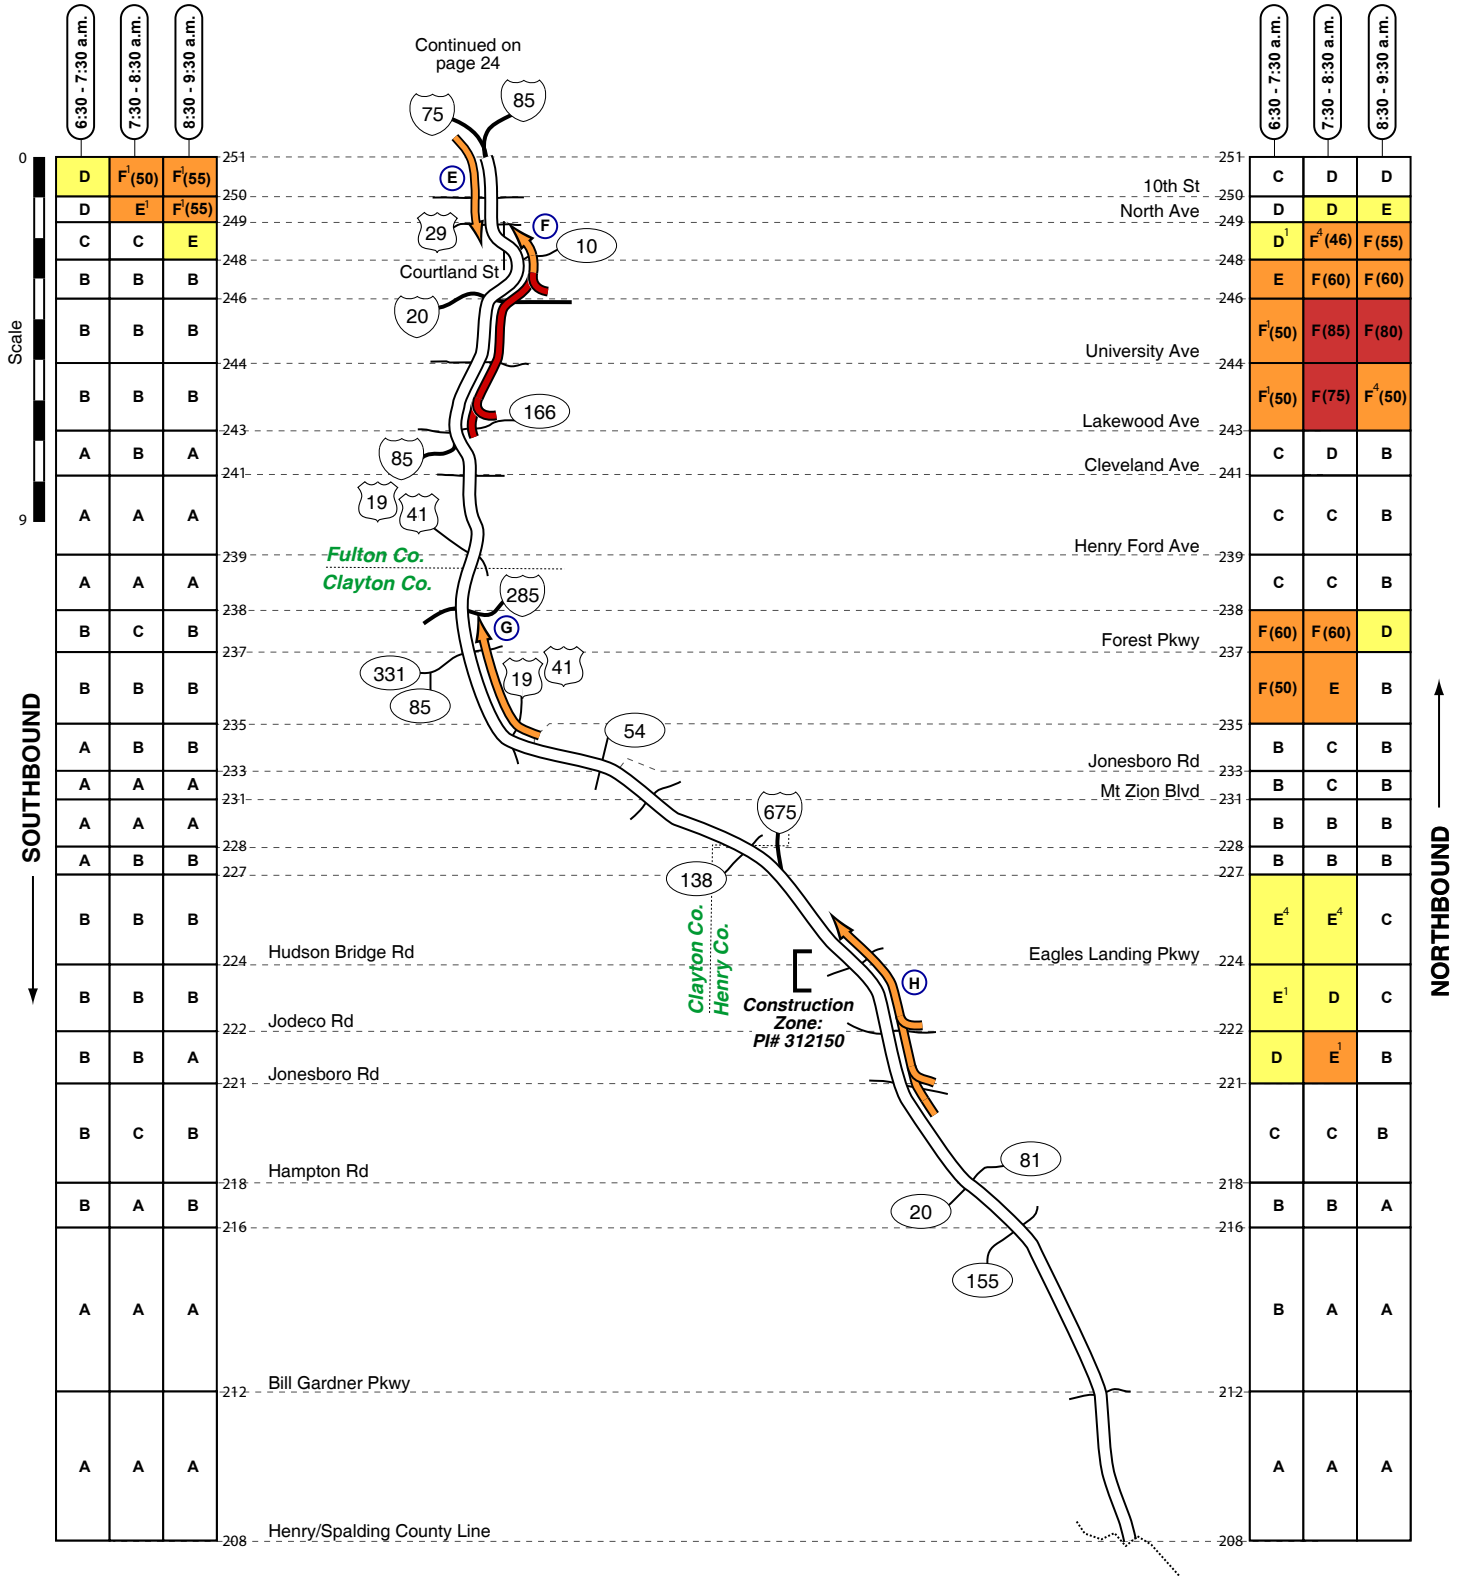 6:30 - 7:30 a.m.
7:30 - 8:30 a.m.
8:30 - 9:30 a.m.
Continued on
page 24
6:30 - 7:30 a.m.
7:30 - 8:30 a.m.
8:30 - 9:30 a.m.
75
85
0
Scale
9
D F¹(50) F¹(55)
251
251
C D D
E
10th St
D E¹ F¹(55)
250
250
D D E
North Ave
C C E
249
249
D¹ F⁴(46) F(55)
29
F
10
B B B
248
248
E F(60) F(60)
Courtland St
20
B B B
246
246
F¹(50) F(85) F(80)
University Ave
B B B
244
244
F¹(50) F(75) F⁴(50)
166
Lakewood Ave
A B A
243
243
C D B
85
Cleveland Ave
A A A
241
241
C C B
19
41
Henry Ford Ave
Fulton Co.
Clayton Co.
A A A
239
239
C C B
285
B C B
238
238
F(60) F(60) D
G
Forest Pkwy
B B B
237
237
F(50) E B
331
85
19
41
SOUTHBOUND
NORTHBOUND
A B B
235
235
B C B
54
Jonesboro Rd
A A A
233
233
B C B
Mt Zion Blvd
A A A
231
231
B B B
675
A B B
228
228
B B B
138
B B B
227
227
E⁴ E⁴ C
Clayton Co.
Henry Co.
Hudson Bridge Rd
Eagles Landing Pkwy
B B B
224
224
E¹ D C
H
Construction
Zone:
PI# 312150
Jodeco Rd
B B A
222
222
D E¹ B
Jonesboro Rd
B C B
221
221
C C B
81
Hampton Rd
B A B
218
218
B B A
20
A A A
216
216
B A A
155
Bill Gardner Pkwy
A A A
212
212
A A A
Henry/Spalding County Line
208
208